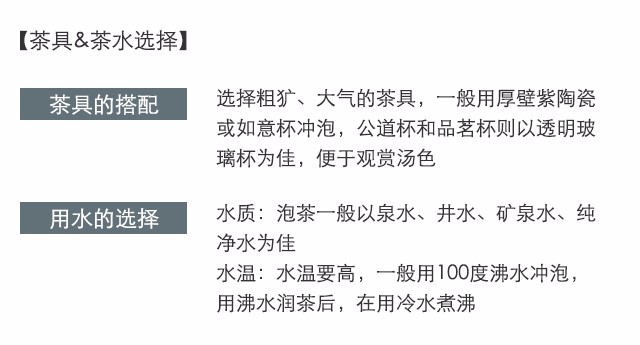 【茶具&茶水选择】
茶具的搭配
选择粗犷、大气的茶具，一般用厚壁紫陶瓷
或如意杯冲泡，公道杯和品茗杯则以透明玻
璃杯为佳，便于观赏汤色
用水的选择
水质：泡茶一般以泉水、井水、矿泉水、纯
净水为佳
水温：水温要高，一般用100度沸水冲泡，
用沸水润茶后，在用冷水煮沸